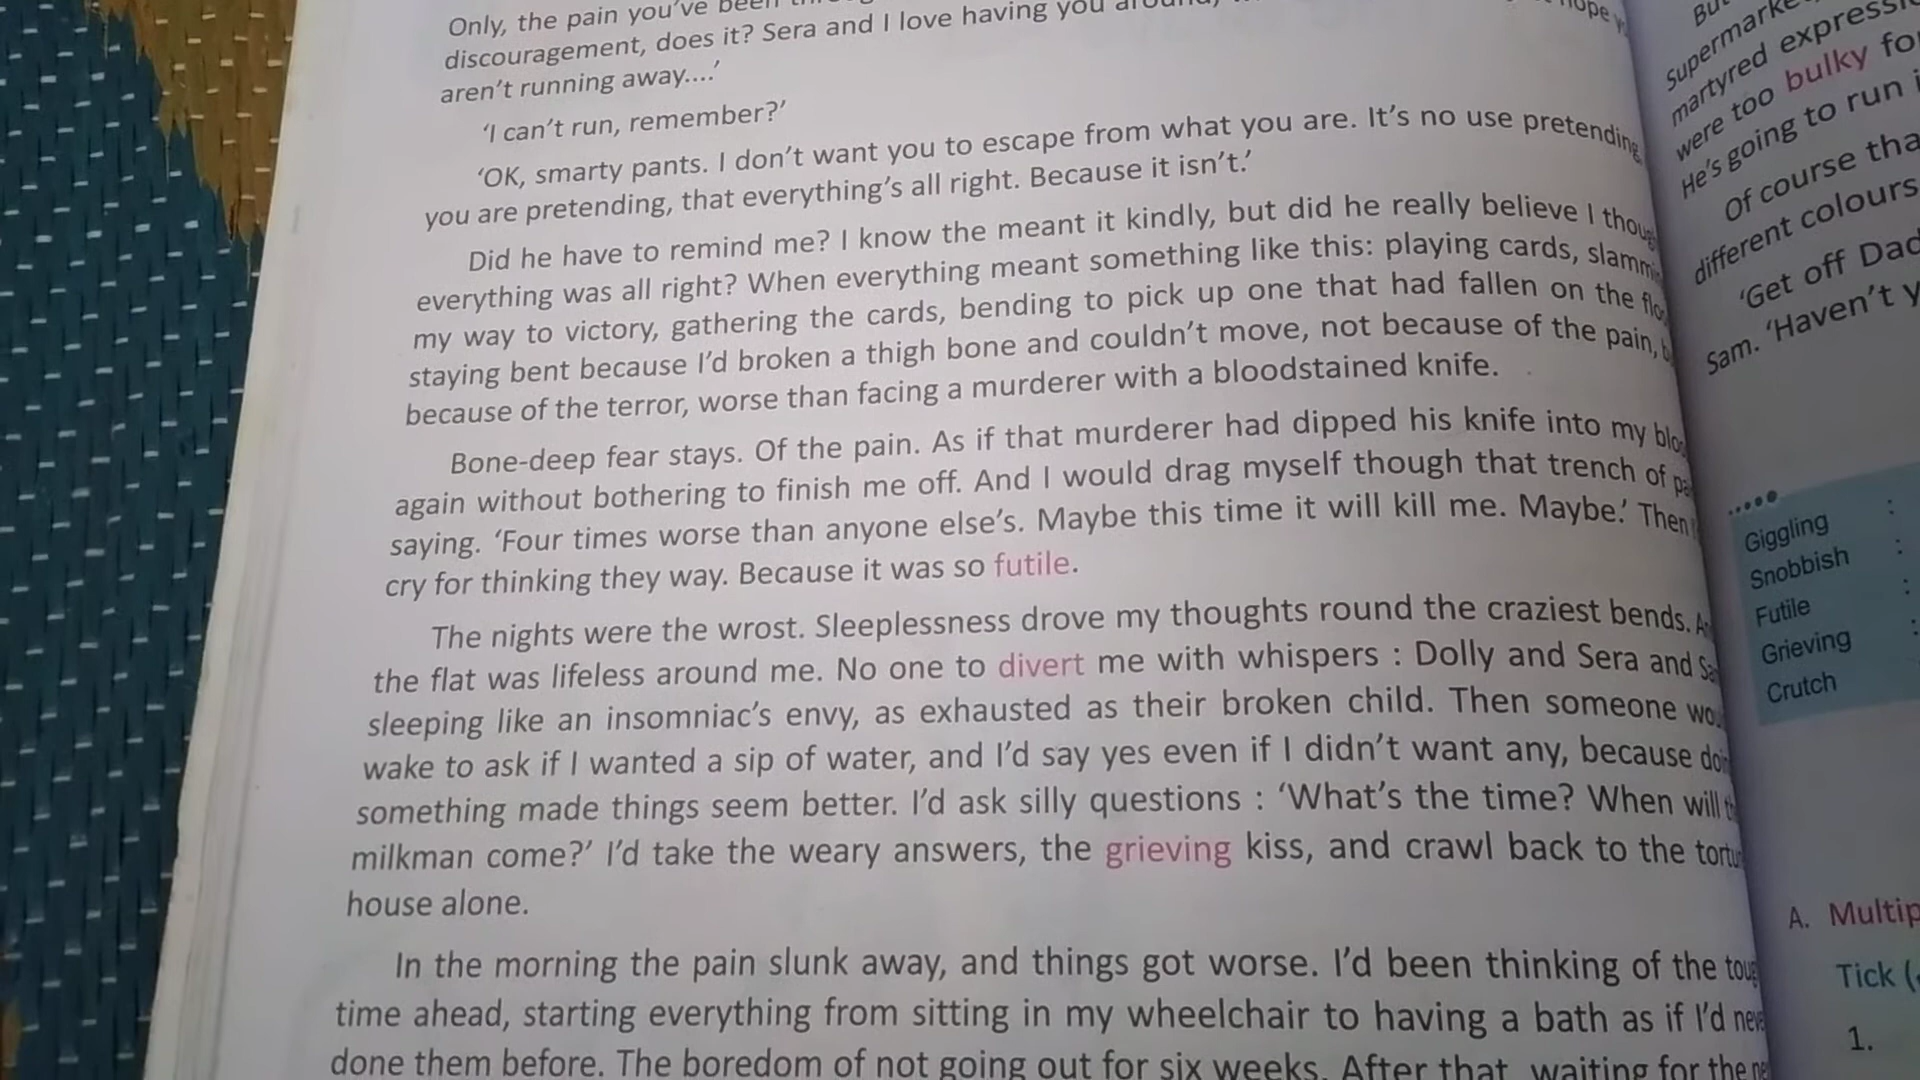 Only, the pain you've been
discouragement, does it? Sera and I love having you around,
aren't running away....'
'I can't run, remember?'
'OK, smarty pants. I don't want you to escape from what you are. It's no use pretending,
you are pretending, that everything's all right. Because it isn't.'
Did he have to remind me? I know the meant it kindly, but did he really believe I
everything was all right? When everything meant something like this: playing cards,
my way to victory, gathering the cards, bending to pick up one that had fallen on the
staying bent because I'd broken a thigh bone and couldn't move, not because of the pain,
because of the terror, worse than facing a murderer with a bloodstained knife.
Bone-deep fear stays. Of the pain. As if that murderer had dipped his knife into my
again without bothering to finish me off. And I would drag myself though that trench of
saying. 'Four times worse than anyone else's. Maybe this time it will kill me. Maybe.' Then
cry for thinking they way. Because it was so futile.
The nights were the wrost. Sleeplessness drove my thoughts round the craziest bends.
the flat was lifeless around me. No one to divert me with whispers : Dolly and Sera and
sleeping like an insomniac's envy, as exhausted as their broken child. Then someone
wake to ask if I wanted a sip of water, and I'd say yes even if I didn't want any, because
something made things seem better. I'd ask silly questions : 'What's the time? When will
milkman come?' I'd take the weary answers, the grieving kiss, and crawl back to the
house alone.
In the morning the pain slunk away, and things got worse. I'd been thinking of the
time ahead, starting everything from sitting in my wheelchair to having a bath as if I'd
done them before. The boredom of not going out for six weeks. After that, waiting for the
But
supermarke
martyred expressi
were too bulky for
He's going to run i
Of course tha
different colours
'Get off Dad
Sam. 'Haven't y
Giggling :
Snobbish :
Futile :
Grieving :
Crutch
A. Multip
Tick (
1.